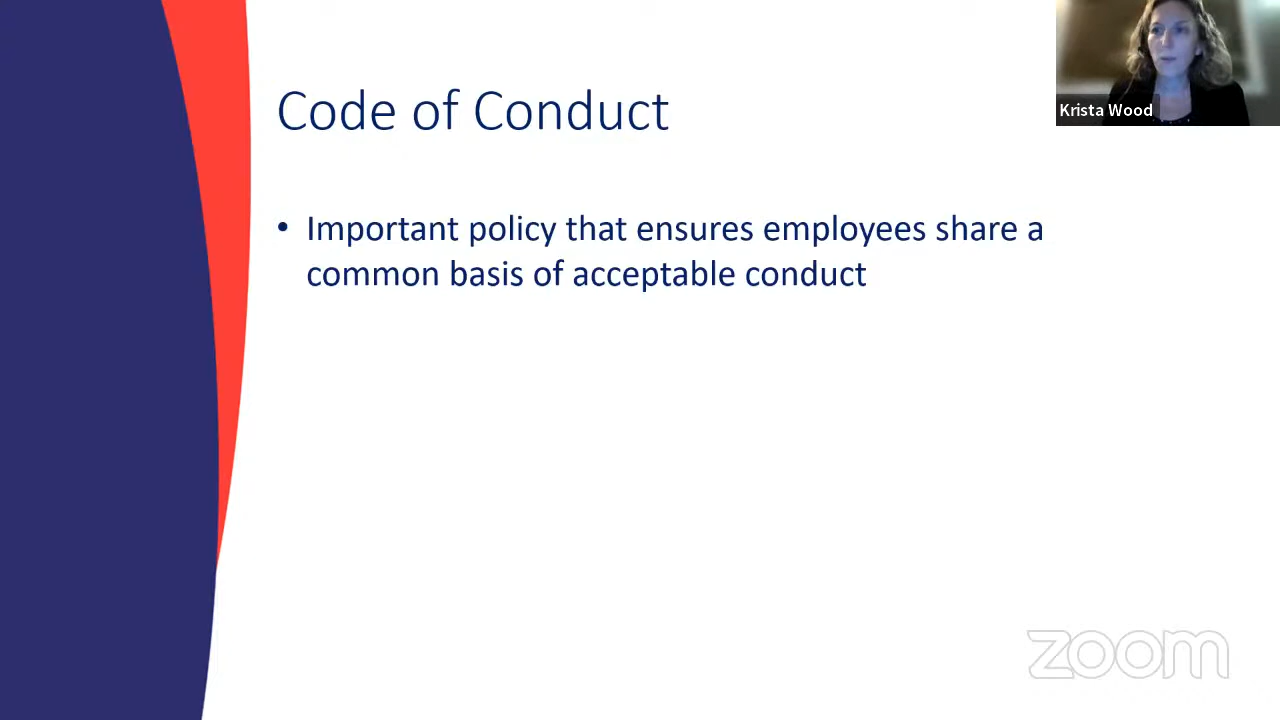 Code of Conduct
Krista Wood
• Important policy that ensures employees share a
common basis of acceptable conduct
zoom